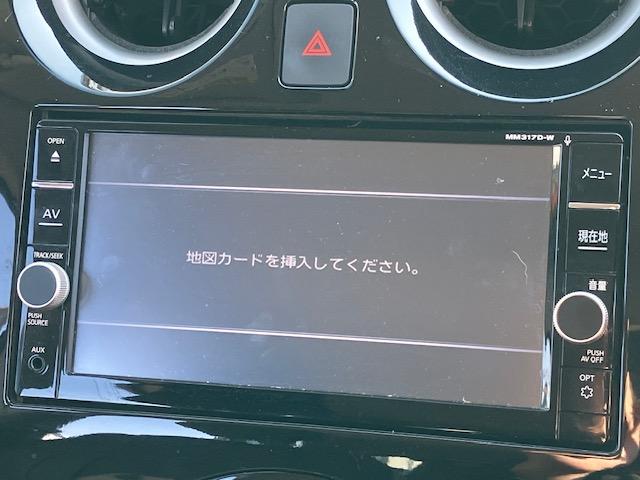 MM317D-W
OPEN
AV
TRACK/SEEK
PUSH
SOURCE
AUX
地図カードを挿入してください。
メニュー
現在地
音量
PUSH
AV OFF
OPT